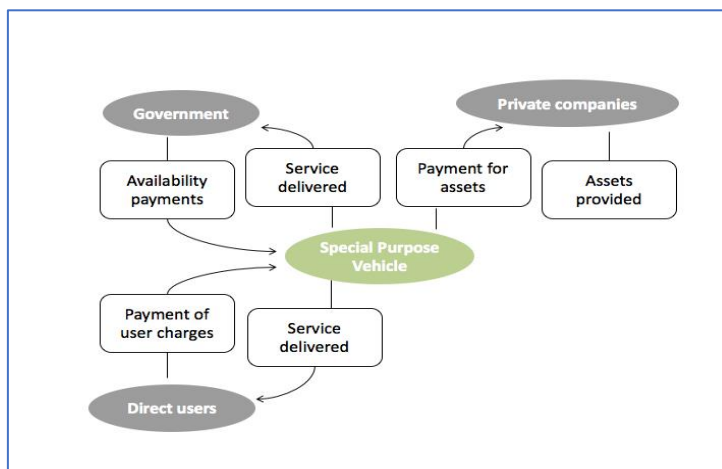 Government
Private companies
Availability
payments
Service
delivered
Payment for
assets
Assets
provided
Special Purpose
Vehicle
Payment of
user charges
Service
delivered
Direct users